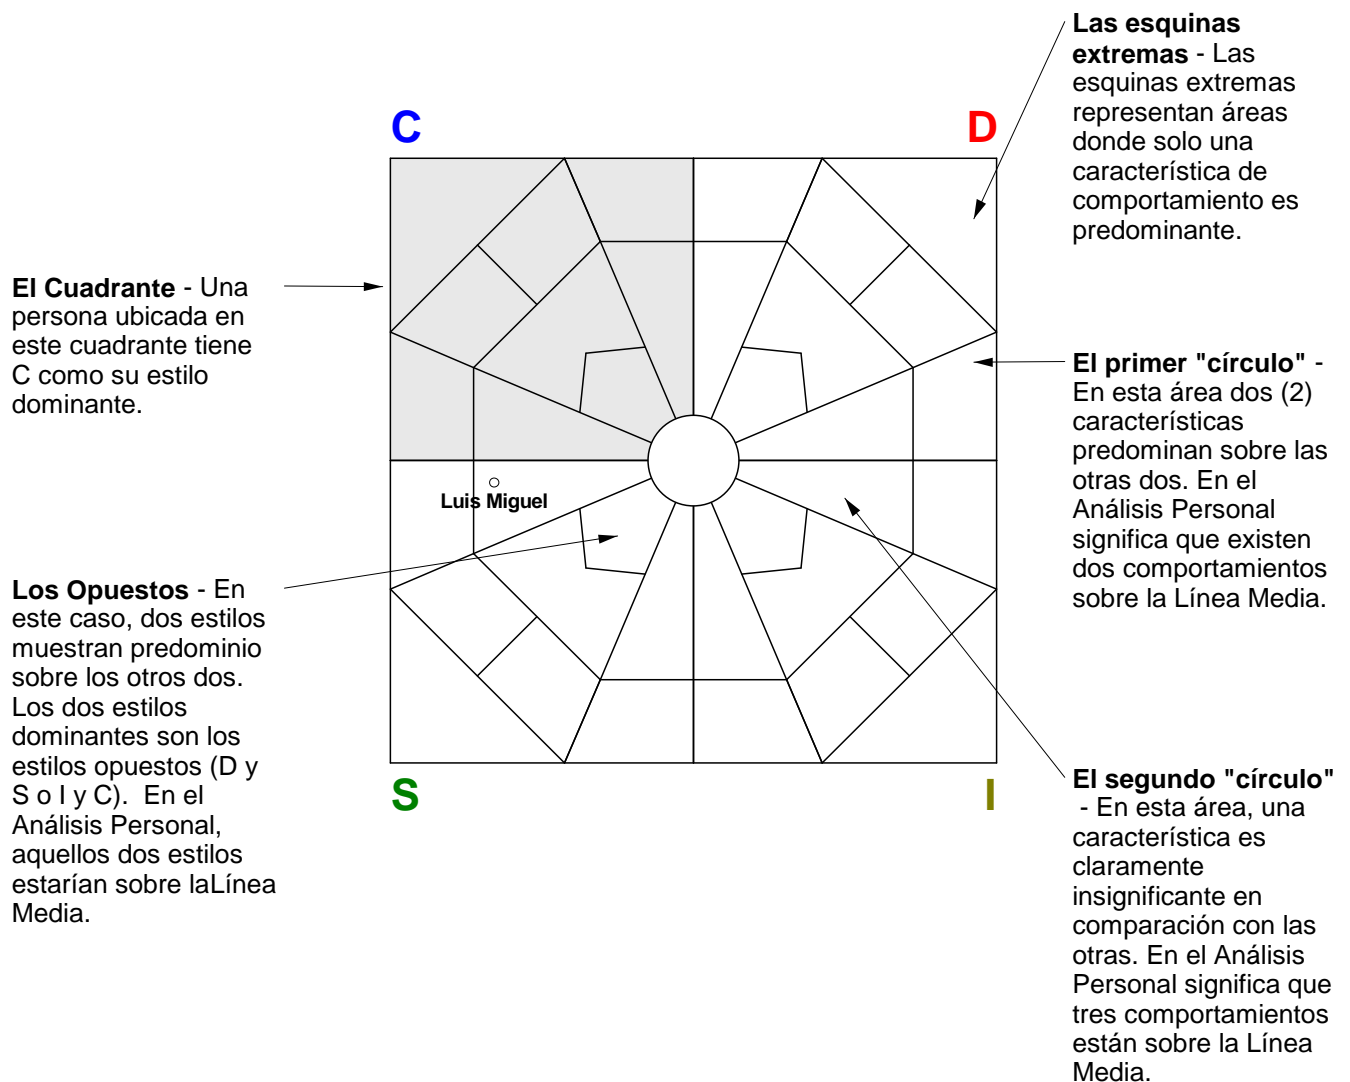 Las esquinas
extremas - Las
esquinas extremas
representan áreas
donde solo una
característica de
comportamiento es
predominante.
C
D
El Cuadrante - Una
persona ubicada en
este cuadrante tiene
C como su estilo
dominante.
El primer "círculo" -
En esta área dos (2)
características
predominan sobre las
otras dos. En el
Análisis Personal
significa que existen
dos comportamientos
sobre la Línea Media.
Luis Miguel
Los Opuestos - En
este caso, dos estilos
muestran predominio
sobre los otros dos.
Los dos estilos
dominantes son los
estilos opuestos (D y
S o I y C).  En el
Análisis Personal,
aquellos dos estilos
estarían sobre laLínea
Media.
S
I
El segundo "círculo"
- En esta área, una
característica es
claramente
insignificante en
comparación con las
otras. En el Análisis
Personal significa que
tres comportamientos
están sobre la Línea
Media.